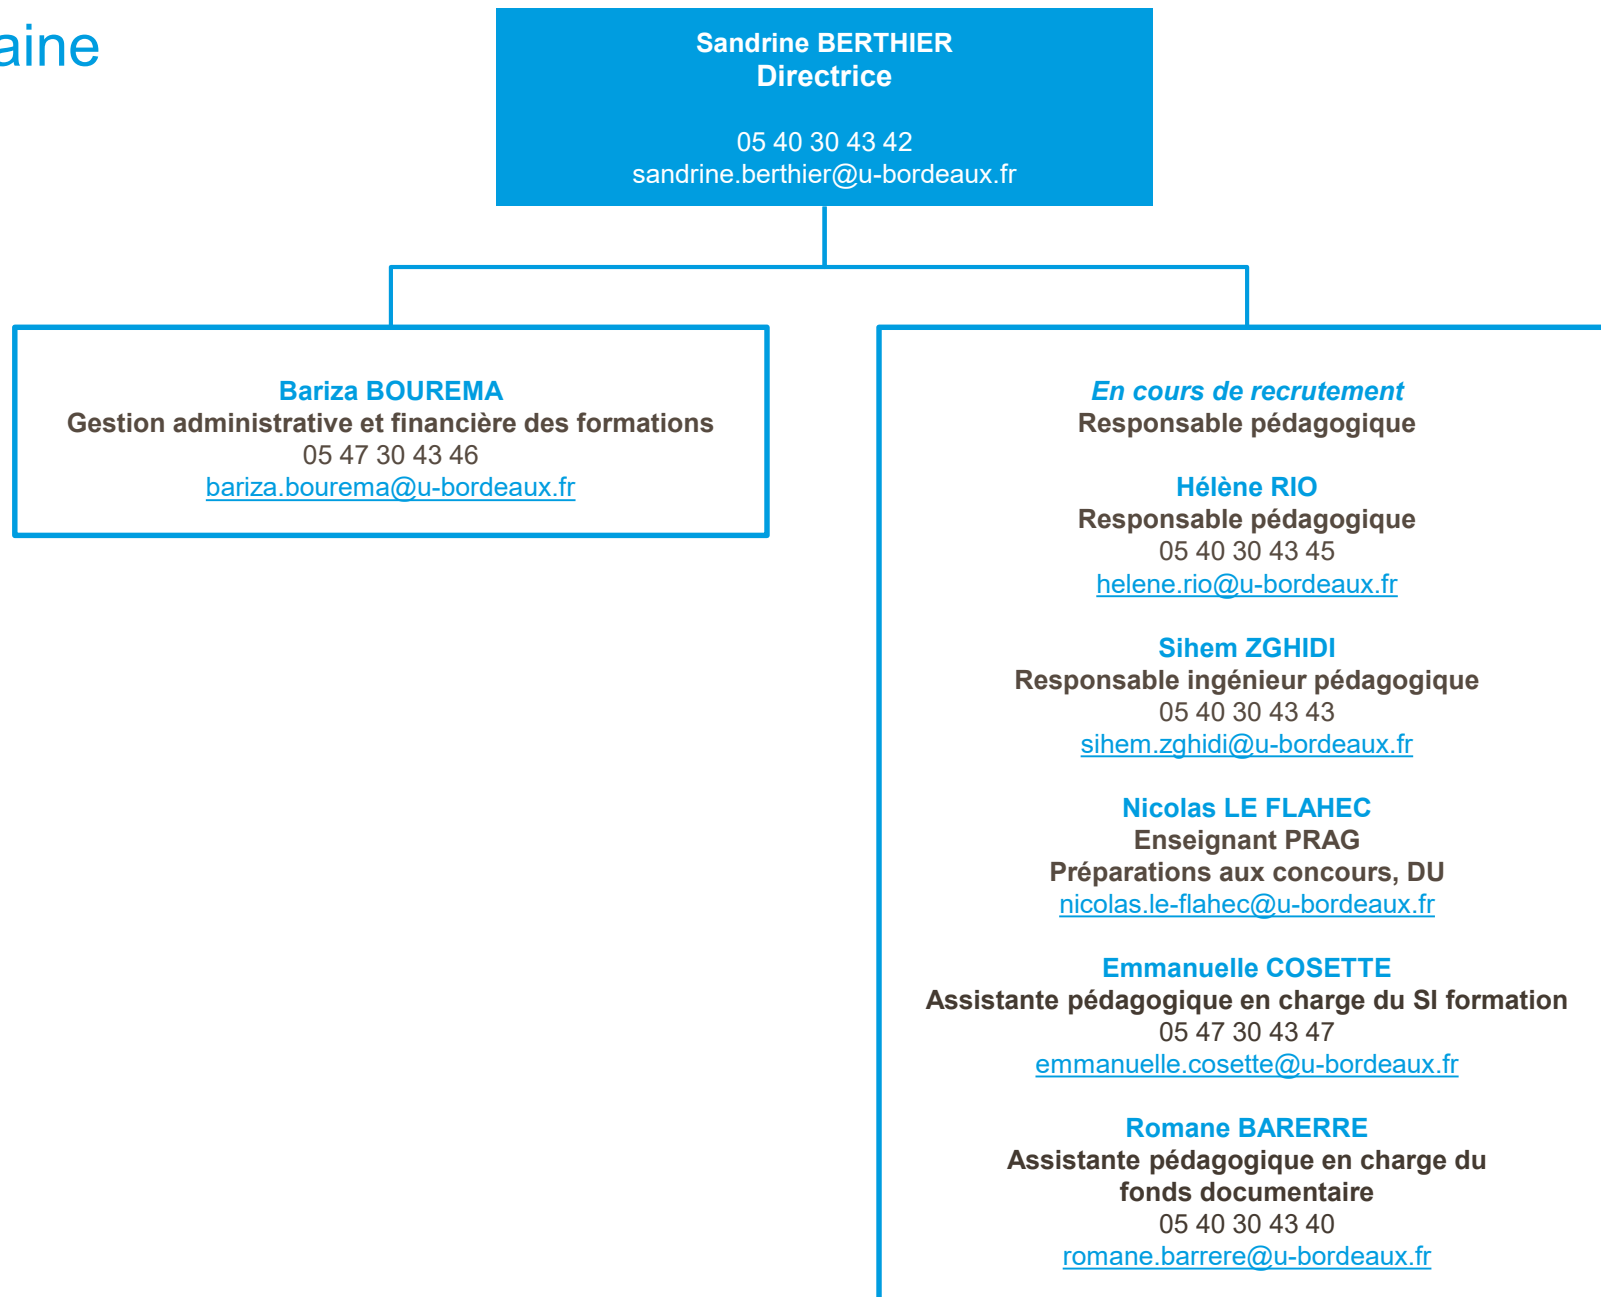 aine
Sandrine BERTHIER
Directrice
05 40 30 43 42
sandrine.berthier@u-bordeaux.fr
Bariza BOUREMA
Gestion administrative et financière des formations
05 47 30 43 46
bariza.bourema@u-bordeaux.fr
En cours de recrutement
Responsable pédagogique
Hélène RIO
Responsable pédagogique
05 40 30 43 45
helene.rio@u-bordeaux.fr
Sihem ZGHIDI
Responsable ingénieur pédagogique
05 40 30 43 43
sihem.zghidi@u-bordeaux.fr
Nicolas LE FLAHEC
Enseignant PRAG
Préparations aux concours, DU
nicolas.le-flahec@u-bordeaux.fr
Emmanuelle COSETTE
Assistante pédagogique en charge du SI formation
05 47 30 43 47
emmanuelle.cosette@u-bordeaux.fr
Romane BARERRE
Assistante pédagogique en charge du
fonds documentaire
05 40 30 43 40
romane.barrere@u-bordeaux.fr